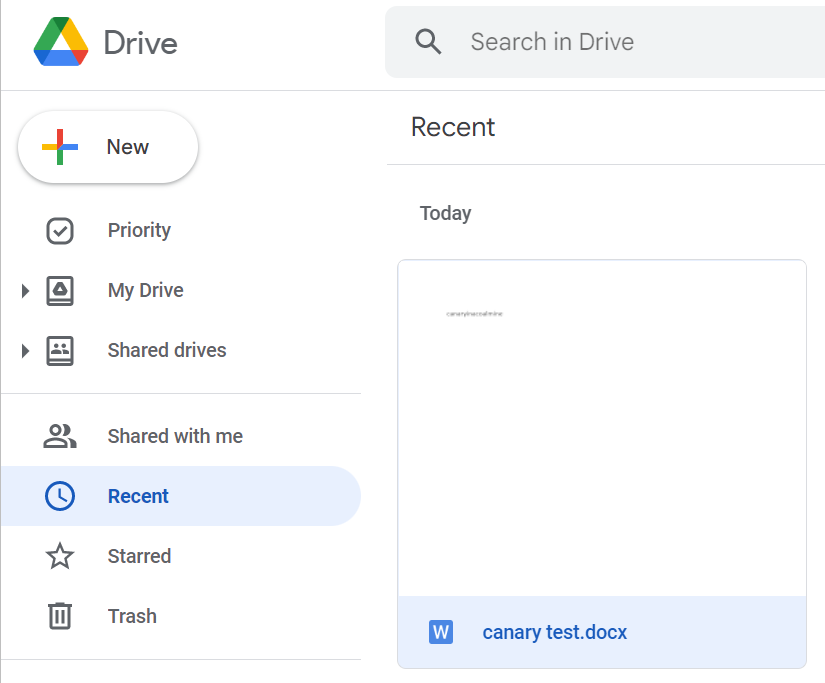 Drive
Search in Drive
New
Recent
Priority
Today
My Drive
Shared drives
canaryinacoalmine
Shared with me
Recent
Starred
Trash
W canary test.docx